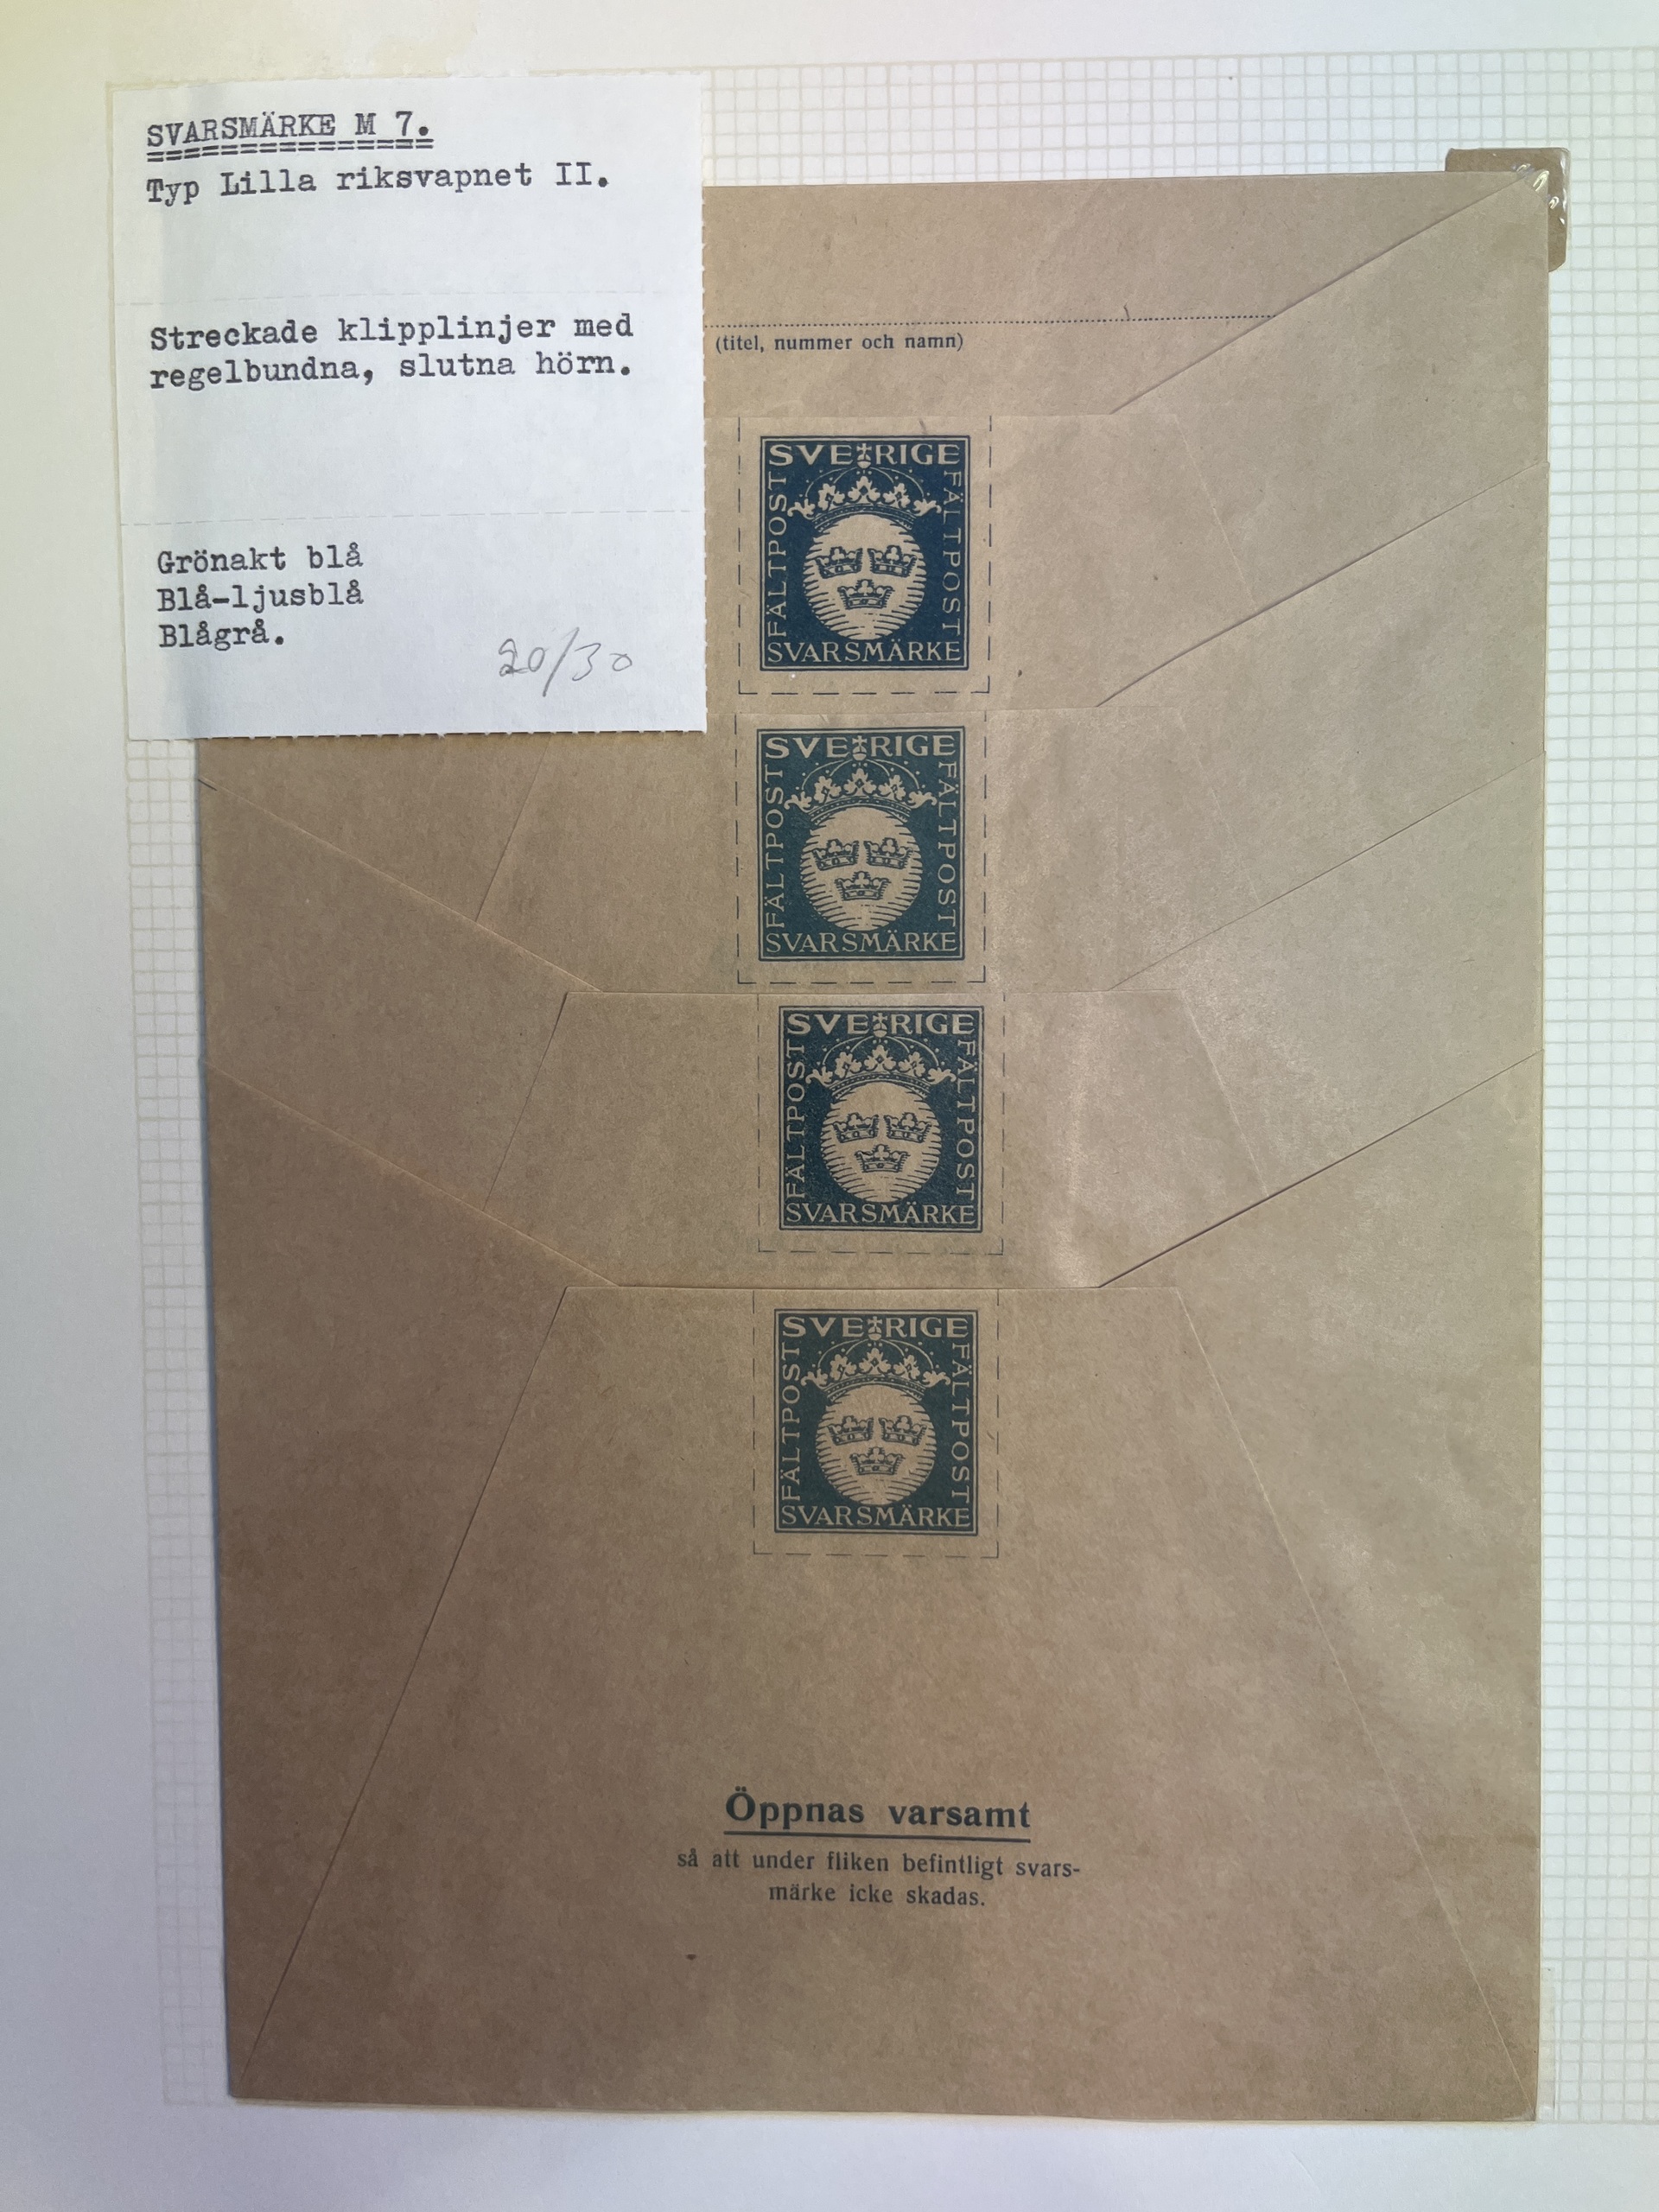 SVARSMÄRKE M 7.
Typ Lilla riksvapnet II.
Streckade klipplinjer med
regelbundna, slutna hörn.
Grönakt blå
Blå-ljusblå
Blågrå.
20/30
(titel, nummer och namn)
SVERIGE
FÄLTPOST
FÄLTPOST
SVARSMÄRKE
SVERIGE
FÄLTPOST
FÄLTPOST
SVARSMÄRKE
SVERIGE
FÄLTPOST
FÄLTPOST
SVARSMÄRKE
SVERIGE
FÄLTPOST
FÄLTPOST
SVARSMÄRKE
Öppnas varsamt
så att under fliken befintligt svars-
märke icke skadas.